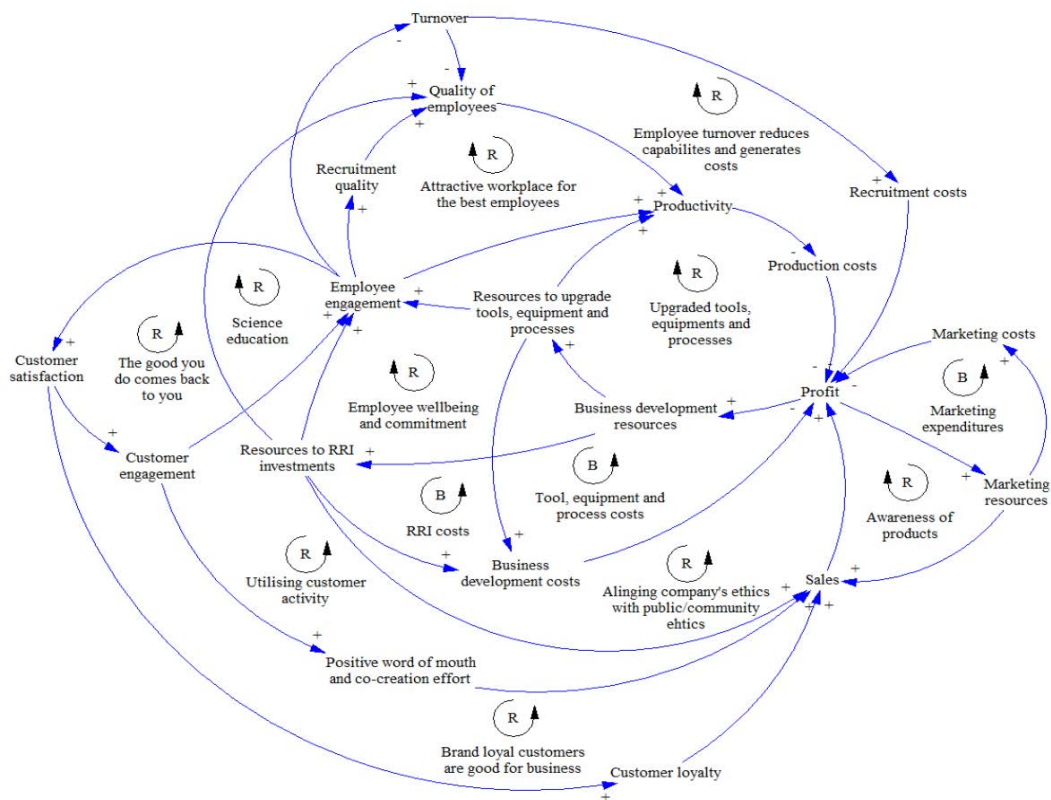 Turnover
-
-
+
Quality of
employees
+
R
Employee turnover reduces
capabilites and generates
costs
R
Attractive workplace for
the best employees
Recruitment
quality
+
+
Recruitment costs
+
+
Productivity
+
-
Production costs
Employee
engagement
+
+
+
R
Science
education
Resources to upgrade
tools, equipment and
processes
+
R
Upgraded tools,
equipments and
processes
Marketing costs
+
R
The good you
do comes back
to you
+
Customer
satisfaction
R
Employee wellbeing
and commitment
Business development
resources
+
-
-
-
Profit
-
+
B
Marketing
expenditures
+
Customer
engagement
Resources to RRI
investments
+
B
Tool, equipment and
process costs
+
Marketing
resources
R
Awareness of
products
B
RRI costs
+
+
Business
development costs
R
Utilising customer
activity
R
Alinging company's ethics
with public/community
ehtics
+
Sales
+
+
+
+
Positive word of mouth
and co-creation effort
R
Brand loyal customers
are good for business
Customer loyalty
+